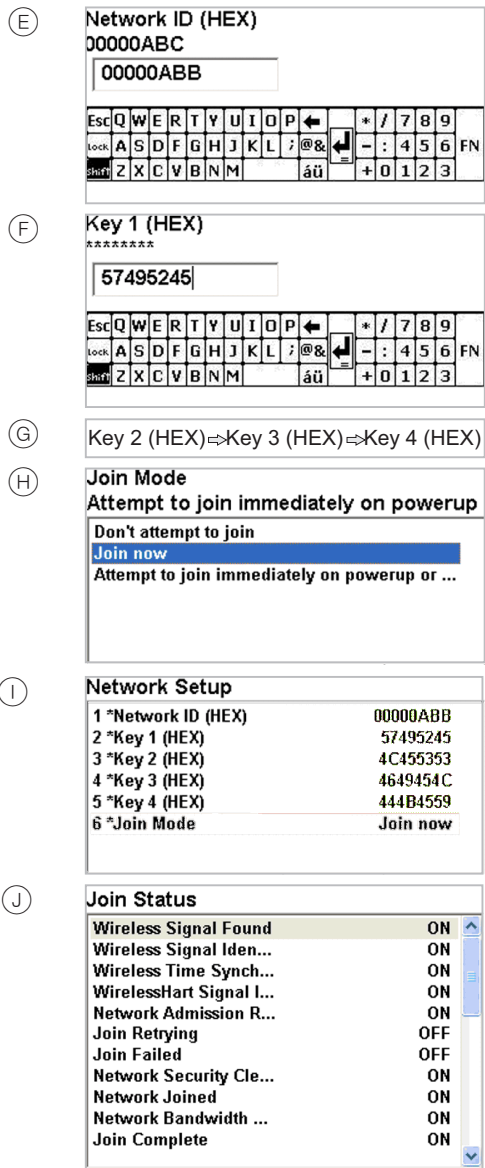 E
Network ID (HEX)
00000ABC
00000ABB
Esc Q W E R T Y U I O P * / 7 8 9
Lock A S D F G H J K L ; @& - : 4 5 6 FN
Shift Z X C V B N M áü = + 0 1 2 3
F
Key 1 (HEX)
********
57495245
Esc Q W E R T Y U I O P * / 7 8 9
Lock A S D F G H J K L ; @& - : 4 5 6 FN
Shift Z X C V B N M áü = + 0 1 2 3
G
Key 2 (HEX)⇨Key 3 (HEX)⇨Key 4 (HEX)
H
Join Mode
Attempt to join immediately on powerup
Don't attempt to join
Join now
Attempt to join immediately on powerup or ...
I
Network Setup
1 *Network ID (HEX) 00000ABB
2 *Key 1 (HEX) 57495245
3 *Key 2 (HEX) 4C455353
4 *Key 3 (HEX) 4649454C
5 *Key 4 (HEX) 444B4559
6 *Join Mode Join now
J
Join Status
Wireless Signal Found ON
Wireless Signal Iden... ON
Wireless Time Synch... ON
WirelessHart Signal I... ON
Network Admission R... ON
Join Retrying OFF
Join Failed OFF
Network Security Cle... ON
Network Joined ON
Network Bandwidth ... ON
Join Complete ON